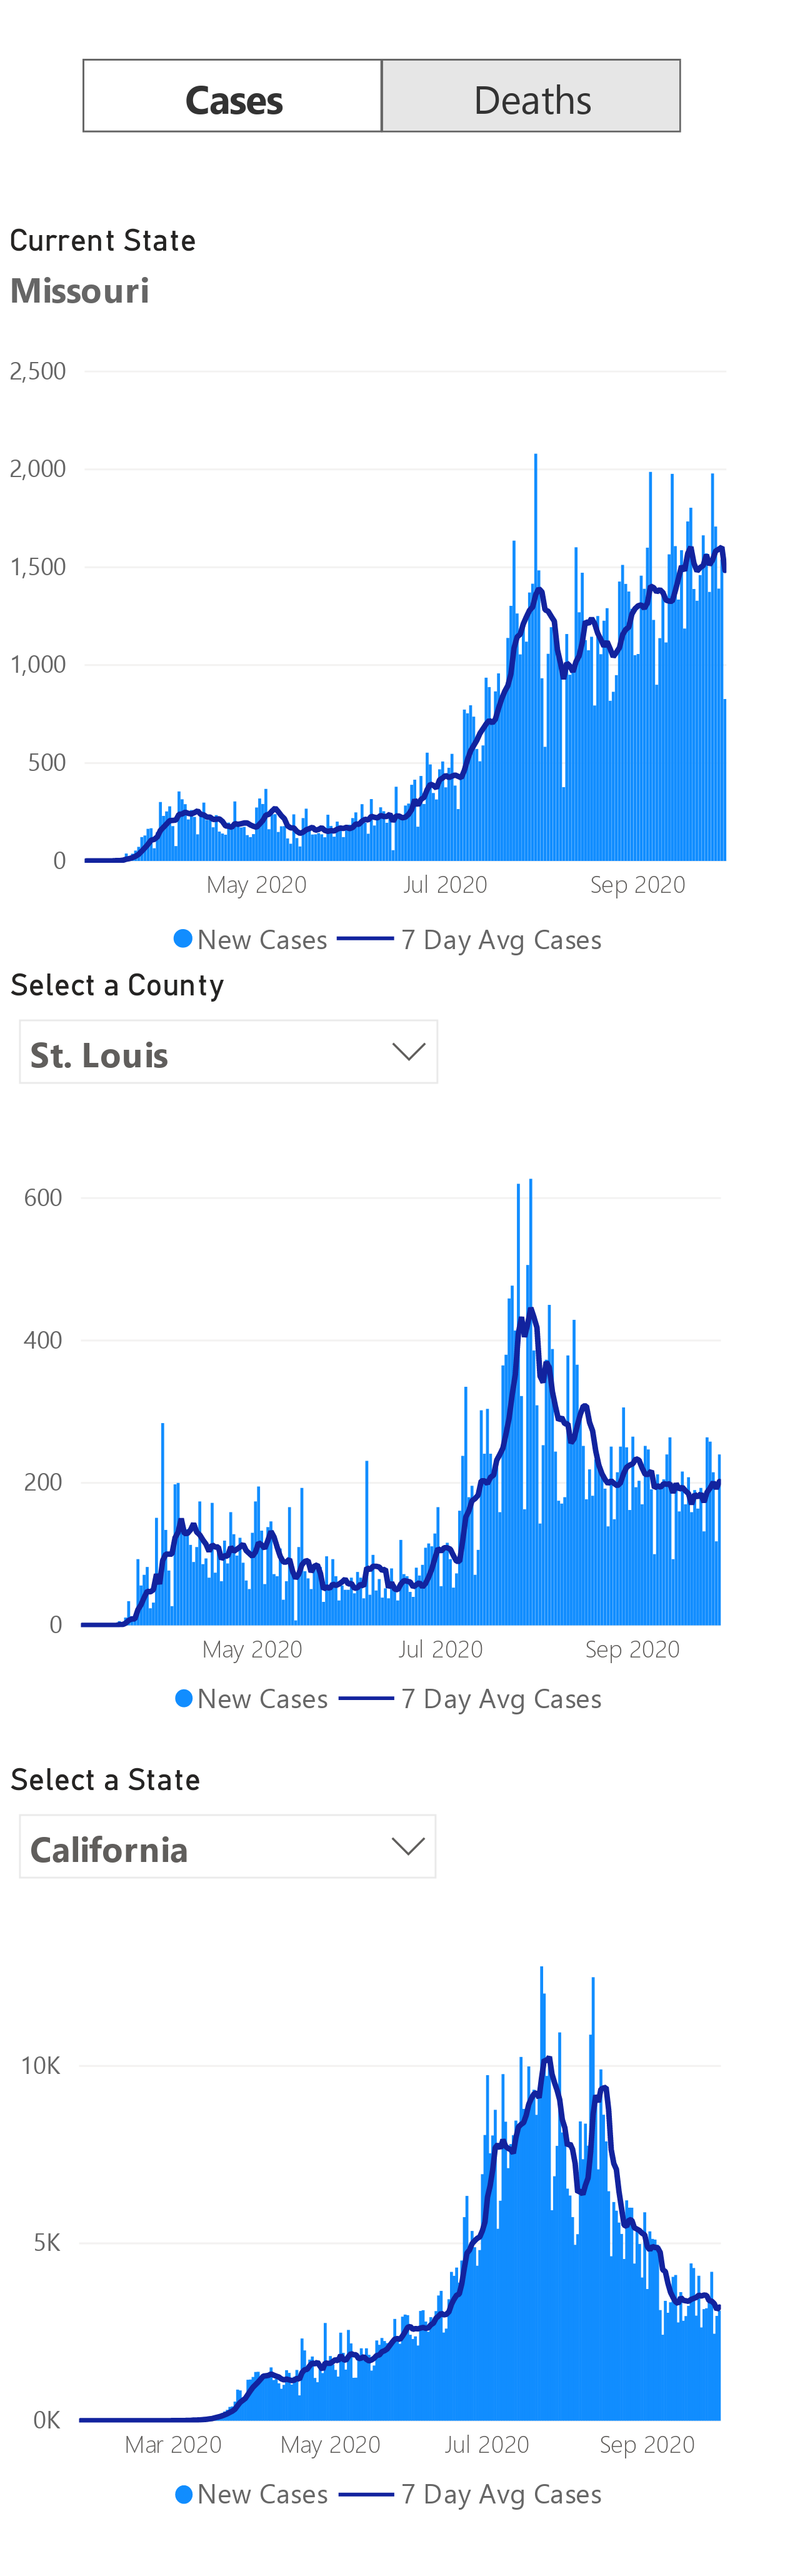 Cases Deaths
Current State
Missouri
2,500
2,000
1,500
1,000
500
0
May 2020 Jul 2020 Sep 2020
New Cases 7 Day Avg Cases
Select a County
St. Louis
600
400
200
0
May 2020 Jul 2020 Sep 2020
New Cases 7 Day Avg Cases
Select a State
California
10K
5K
0K
Mar 2020 May 2020 Jul 2020 Sep 2020
New Cases 7 Day Avg Cases